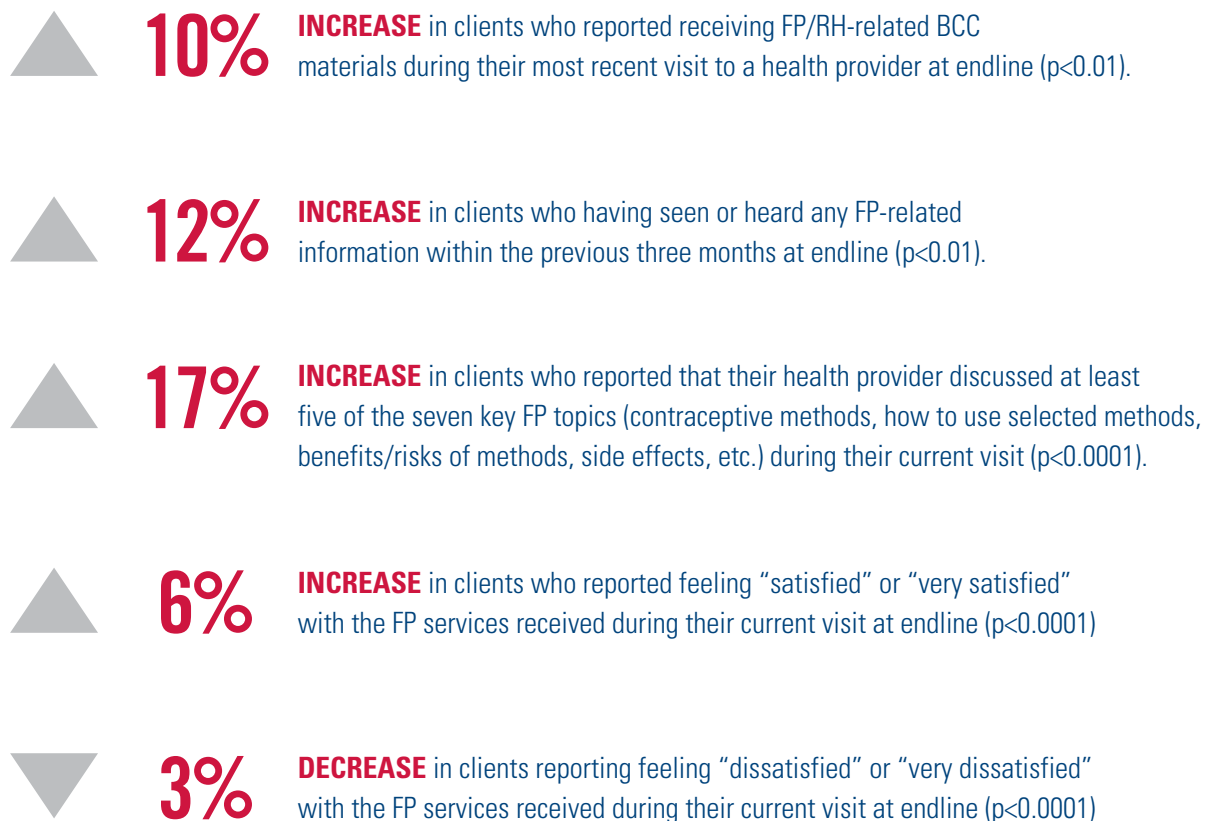 10%
INCREASE in clients who reported receiving FP/RH-related BCC
materials during their most recent visit to a health provider at endline (p<0.01).
12%
INCREASE in clients who having seen or heard any FP-related
information within the previous three months at endline (p<0.01).
17%
INCREASE in clients who reported that their health provider discussed at least
five of the seven key FP topics (contraceptive methods, how to use selected methods,
benefits/risks of methods, side effects, etc.) during their current visit (p<0.0001).
6%
INCREASE in clients who reported feeling “satisfied” or “very satisfied”
with the FP services received during their current visit at endline (p<0.0001)
3%
DECREASE in clients reporting feeling “dissatisfied” or “very dissatisfied”
with the FP services received during their current visit at endline (p<0.0001)